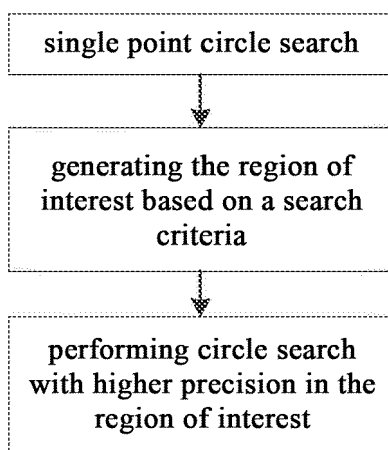 single point circle search
generating the region of
interest based on a search
criteria
performing circle search
with higher precision in the
region of interest